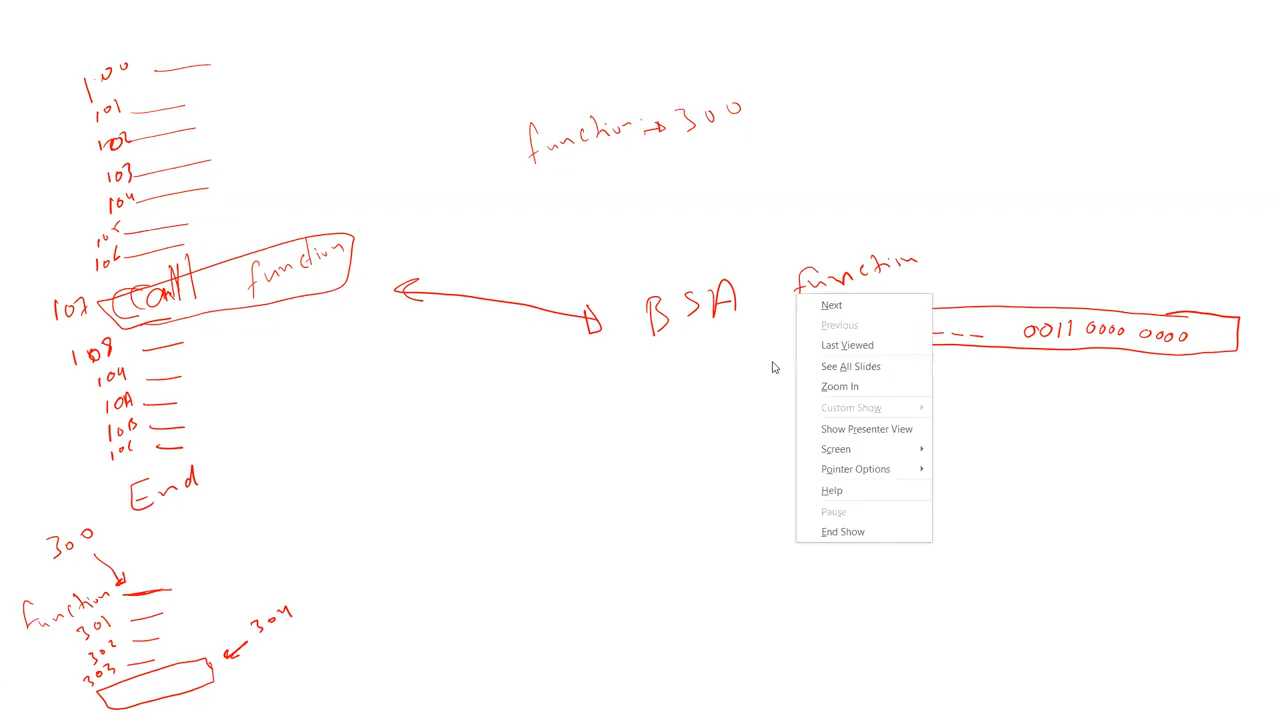 100
101
102
103
104
105
106
107 Call function
108
109
10A
10B
10C
End
300
function
301
302
303
304
function → 300
BSA function
--- 0011 0000 0000
Next
Previous
Last Viewed
See All Slides
Zoom In
Custom Show
Show Presenter View
Screen
Pointer Options
Help
Pause
End Show